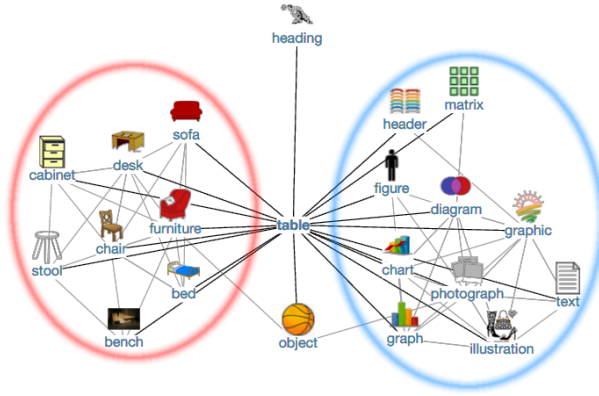 heading
sofa
cabinet
desk
furniture
chair
stool
bed
bench
table
object
matrix
header
figure
diagram
graphic
chart
photograph
text
graph
illustration